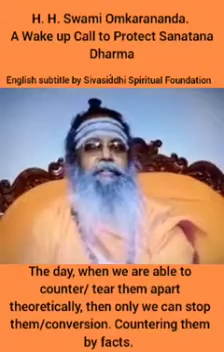 H. H. Swami Omkarananda.
A Wake up Call to Protect Sanatana
Dharma
English subtitle by Sivasiddhi Spiritual Foundation
The day, when we are able to
counter/ tear them apart
theoretically, then only we can stop
them/conversion. Countering them
by facts.